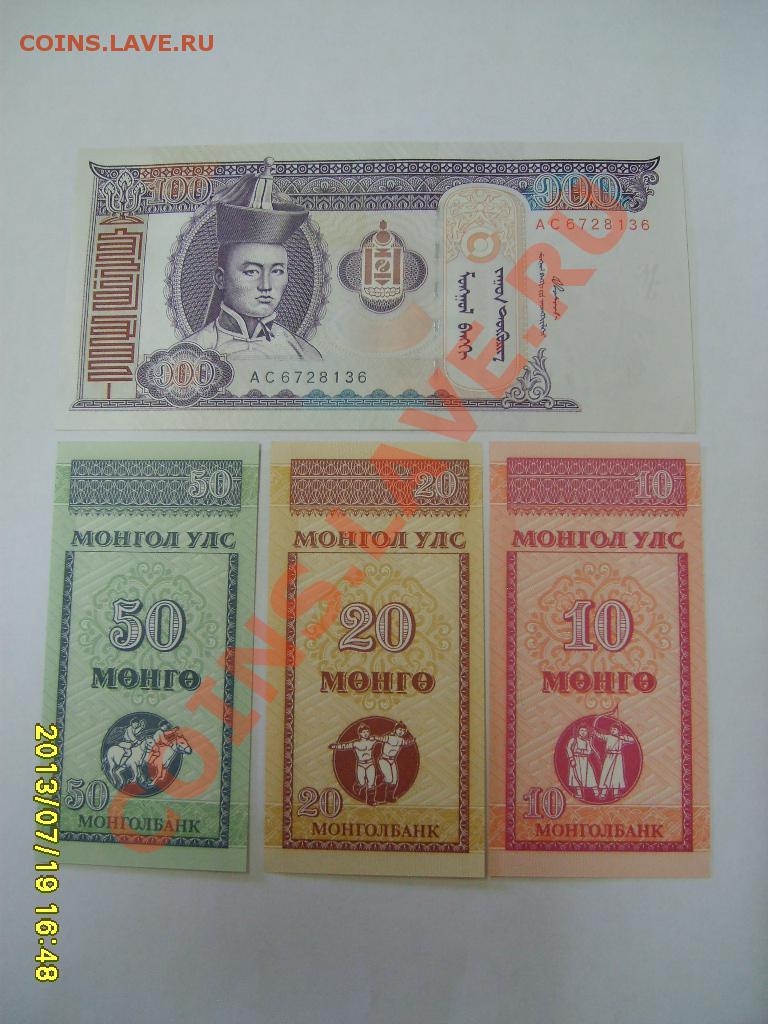 COINS.LAVE.RU
100
100
AC6728136
100
AC6728136
50
МОНГОЛ УЛС
50
МӨНГӨ
50
МОНГОЛБАНК
20
МОНГОЛ УЛС
20
МӨНГӨ
20
МОНГОЛБАНК
10
МОНГОЛ УЛС
10
МӨНГӨ
10
МОНГОЛБАНК
COINS.LAVE.RU
2013/07/19 16:48